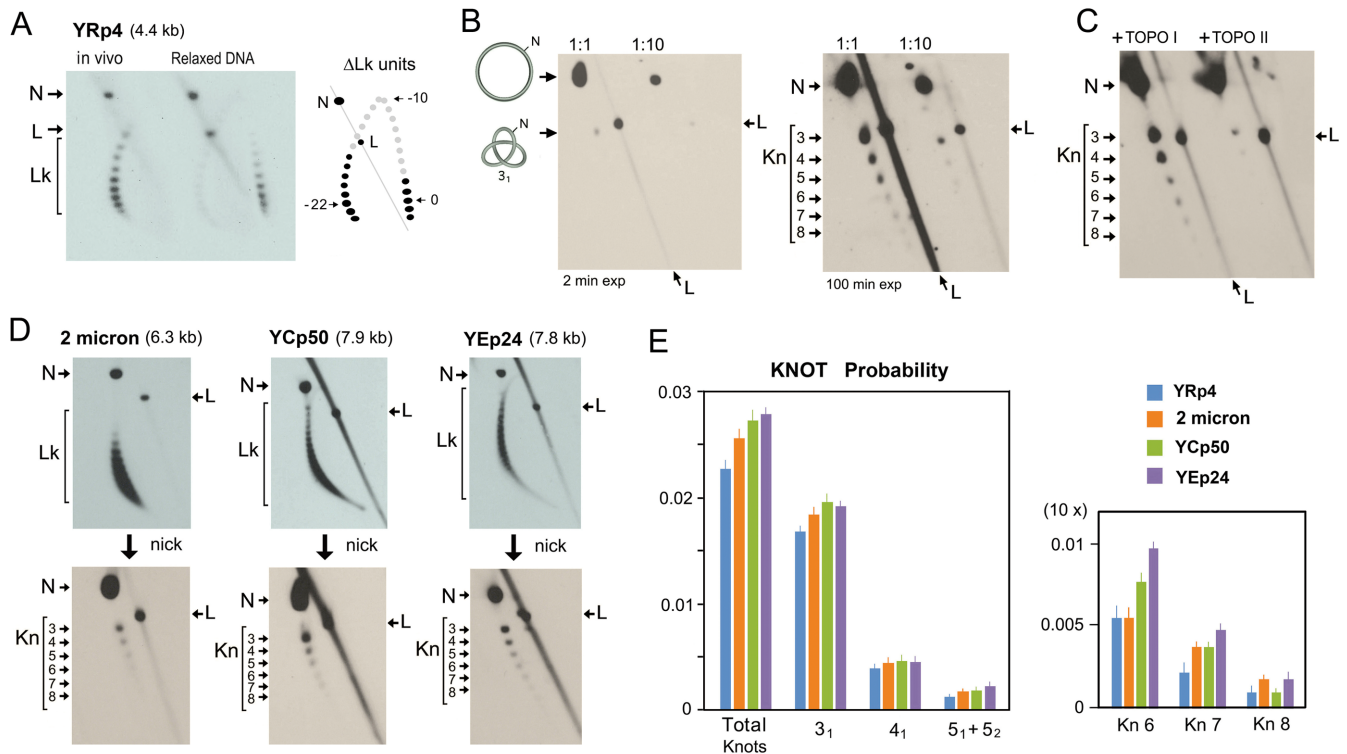 A
YRp4 (4.4 kb)
in vivo
Relaxed DNA
ΔLk units
N
L
Lk
N
-10
L
-22
0
B
N
1:1
1:10
N
3₁
L
2 min exp
L
1:1
1:10
N
L
Kn
3
4
5
6
7
8
100 min exp
L
C
+ TOPO I
+ TOPO II
N
L
Kn
3
4
5
6
7
8
L
D
2 micron (6.3 kb)
YCp50 (7.9 kb)
YEp24 (7.8 kb)
N
L
Lk
N
L
Lk
N
L
Lk
nick
nick
nick
N
L
Kn
3
4
5
6
7
8
N
L
Kn
3
4
5
6
7
8
N
L
Kn
3
4
5
6
7
8
E
KNOT Probability
0.03
0.02
0.01
0
Total
Knots
3₁
4₁
5₁+ 5₂
YRp4
2 micron
YCp50
YEp24
(10 x)
0.01
0.005
0
Kn 6
Kn 7
Kn 8